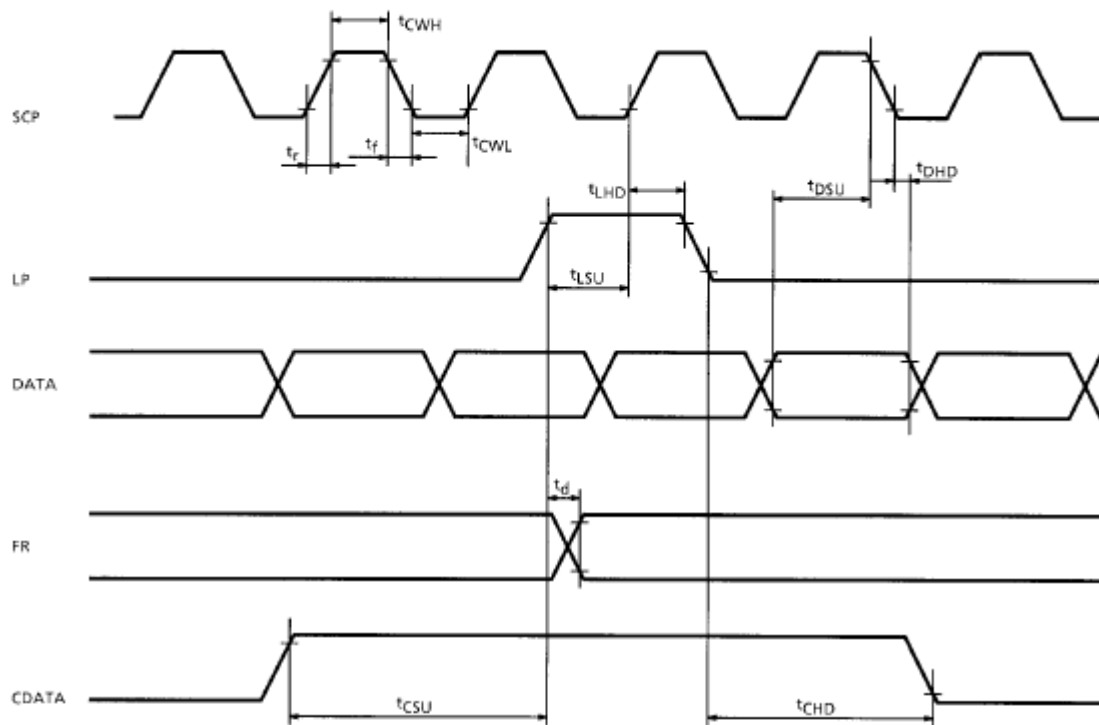 tCWH
SCP
tr
tf
tCWL
tLHD
tDSU
tDHD
LP
tLSU
DATA
td
FR
CDATA
tCSU
tCHD